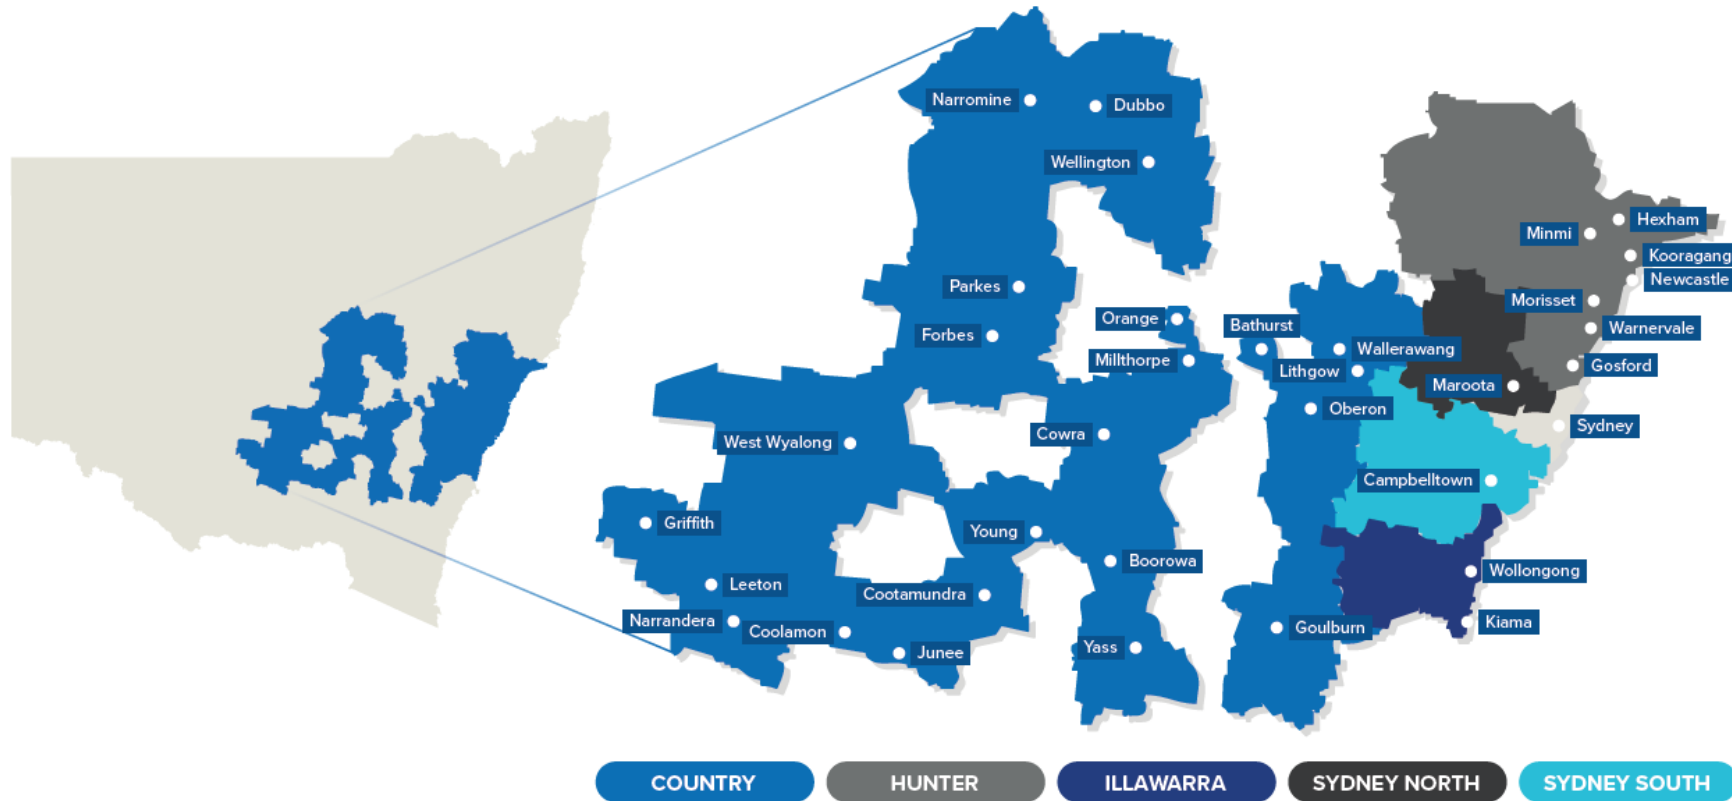 Narromine
Dubbo
Wellington
Hexham
Minmi
Kooragang
Newcastle
Parkes
Morisset
Orange
Bathurst
Warnervale
Forbes
Wallerawang
Millthorpe
Lithgow
Gosford
Maroota
Oberon
Sydney
Cowra
West Wyalong
Campbelltown
Griffith
Young
Boorowa
Wollongong
Leeton
Cootamundra
Narrandera
Kiama
Coolamon
Goulburn
Yass
Junee
COUNTRY
HUNTER
ILLAWARRA
SYDNEY NORTH
SYDNEY SOUTH